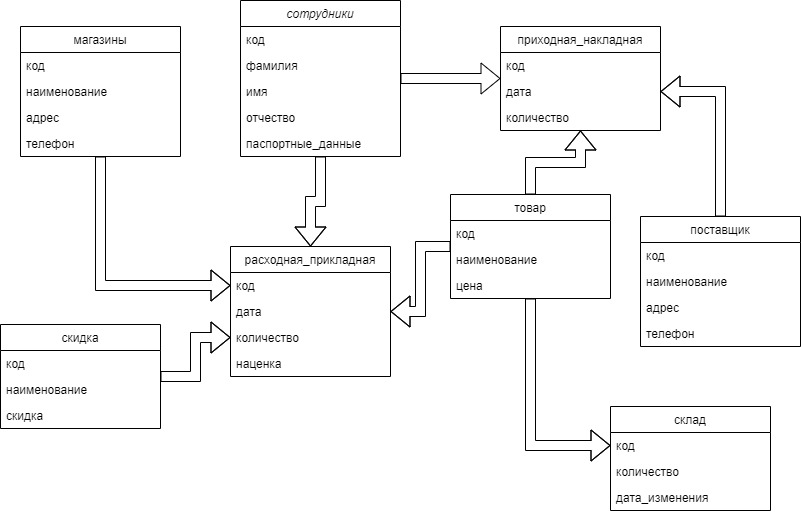 магазины
код
наименование
адрес
телефон
сотрудники
код
фамилия
имя
отчество
паспортные_данные
приходная_накладная
код
дата
количество
товар
код
наименование
цена
поставщик
код
наименование
адрес
телефон
расходная_прикладная
код
дата
количество
наценка
скидка
код
наименование
скидка
склад
код
количество
дата_изменения